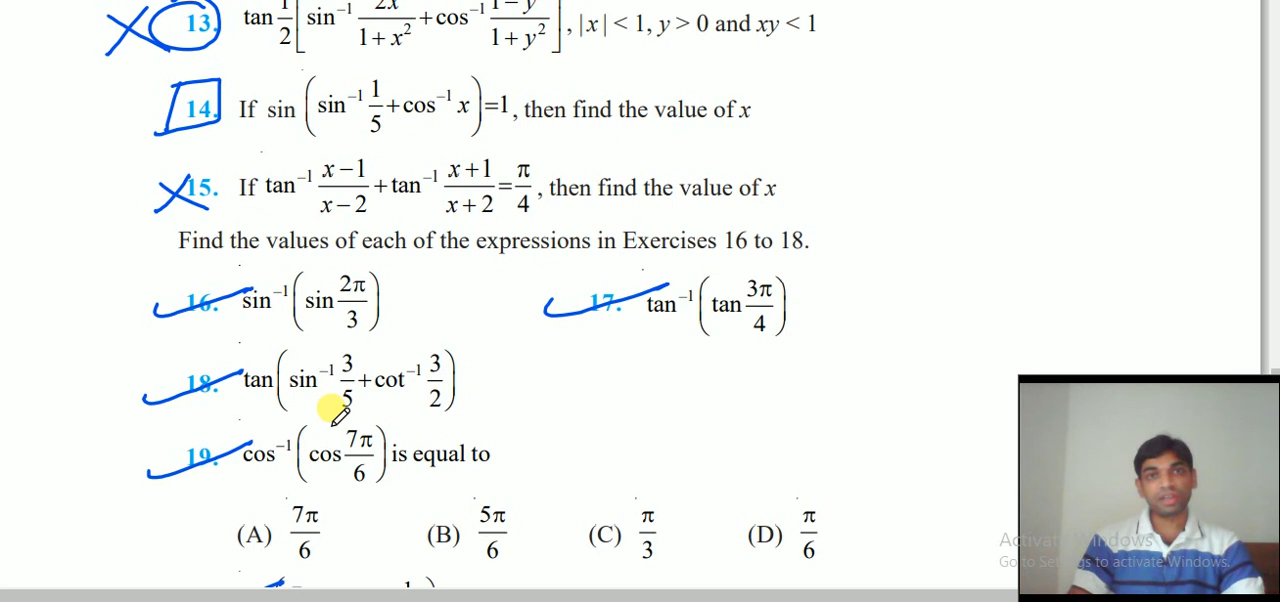 13. tan 1/2 [sin⁻¹ 2x/(1+x²) + cos⁻¹ (1−y²)/(1+y²)], |x| < 1, y > 0 and xy < 1
14. If sin (sin⁻¹ 1/5 + cos⁻¹ x) = 1, then find the value of x
15. If tan⁻¹ (x−1)/(x−2) + tan⁻¹ (x+1)/(x+2) = π/4, then find the value of x
Find the values of each of the expressions in Exercises 16 to 18.
16. sin⁻¹ (sin 2π/3) 17. tan⁻¹ (tan 3π/4)
18. tan (sin⁻¹ 3/5 + cot⁻¹ 3/2)
19. cos⁻¹ (cos 7π/6) is equal to
(A) 7π/6 (B) 5π/6 (C) π/3 (D) π/6
Activate Windows
Go to Settings to activate Windows.